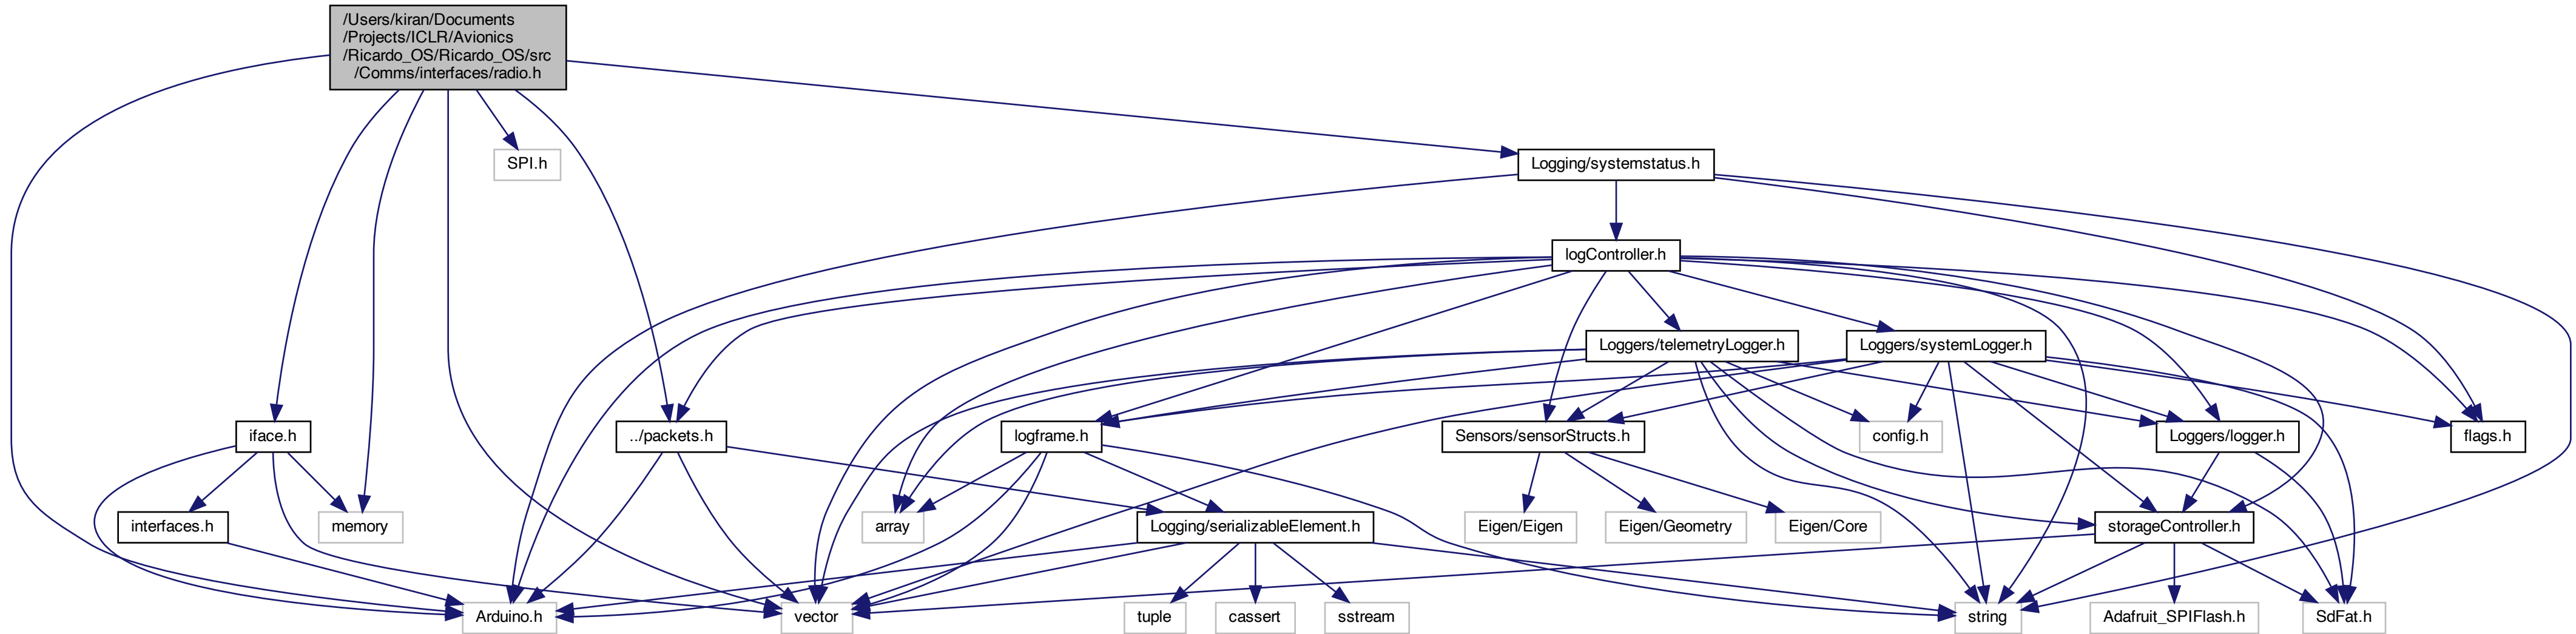 /Users/kiran/Documents
/Projects/ICLR/Avionics
/Ricardo_OS/Ricardo_OS/src
/Comms/interfaces/radio.h
SPI.h
Logging/systemstatus.h
logController.h
Loggers/telemetryLogger.h
Loggers/systemLogger.h
iface.h
../packets.h
logframe.h
Sensors/sensorStructs.h
config.h
Loggers/logger.h
flags.h
interfaces.h
memory
array
Logging/serializableElement.h
Eigen/Eigen
Eigen/Geometry
Eigen/Core
storageController.h
Arduino.h
vector
tuple
cassert
sstream
string
Adafruit_SPIFlash.h
SdFat.h